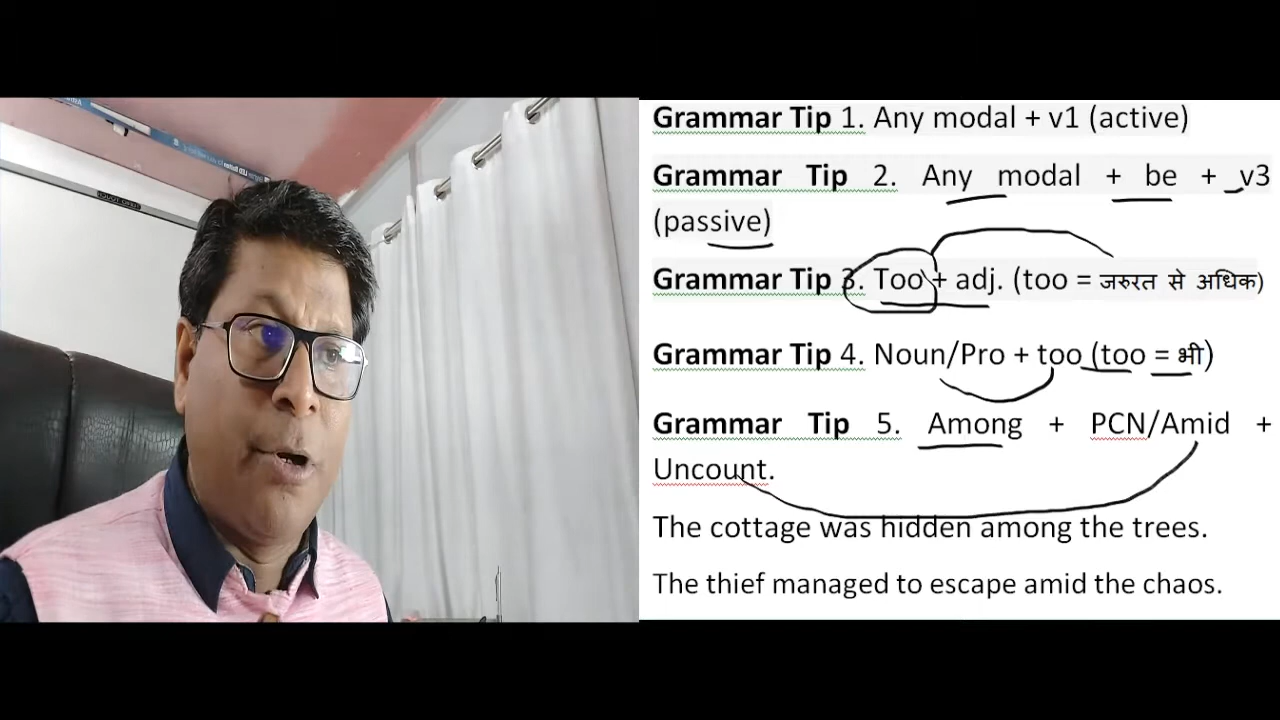 Grammar Tip 1. Any modal + v1 (active)
Grammar Tip 2. Any modal + be + v3
(passive)
Grammar Tip 3. Too + adj. (too = जरुरत से अधिक)
Grammar Tip 4. Noun/Pro + too (too = भी)
Grammar Tip 5. Among + PCN/Amid +
Uncount.
The cottage was hidden among the trees.
The thief managed to escape amid the chaos.